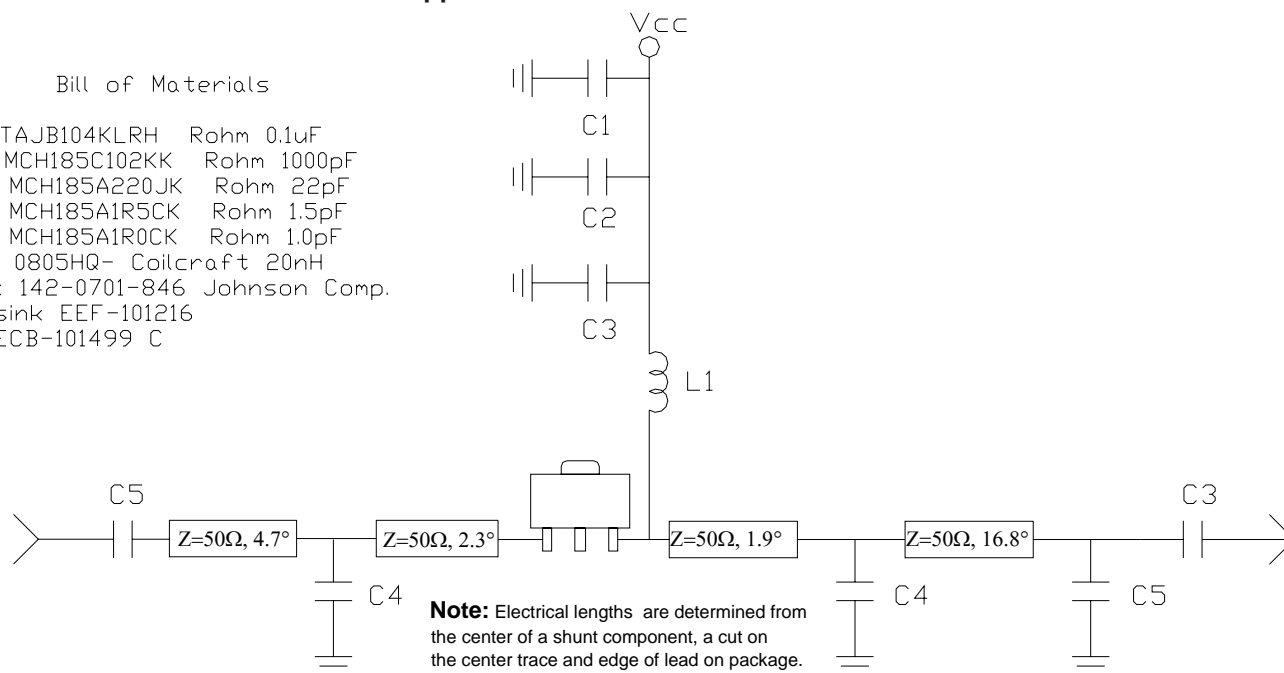 Vcc
Bill of Materials
TAJB104KLRH Rohm 0.1uF
MCH185C102KK Rohm 1000pF
MCH185A220JK Rohm 22pF
MCH185A1R5CK Rohm 1.5pF
MCH185A1R0CK Rohm 1.0pF
0805HQ- Coilcraft 20nH
: 142-0701-846 Johnson Comp.
sink EEF-101216
ECB-101499 C
C1
C2
C3
L1
C5
C3
Z=50Ω, 4.7°
Z=50Ω, 2.3°
Z=50Ω, 1.9°
Z=50Ω, 16.8°
C4
C4
C5
Note: Electrical lengths are determined from
the center of a shunt component, a cut on
the center trace and edge of lead on package.